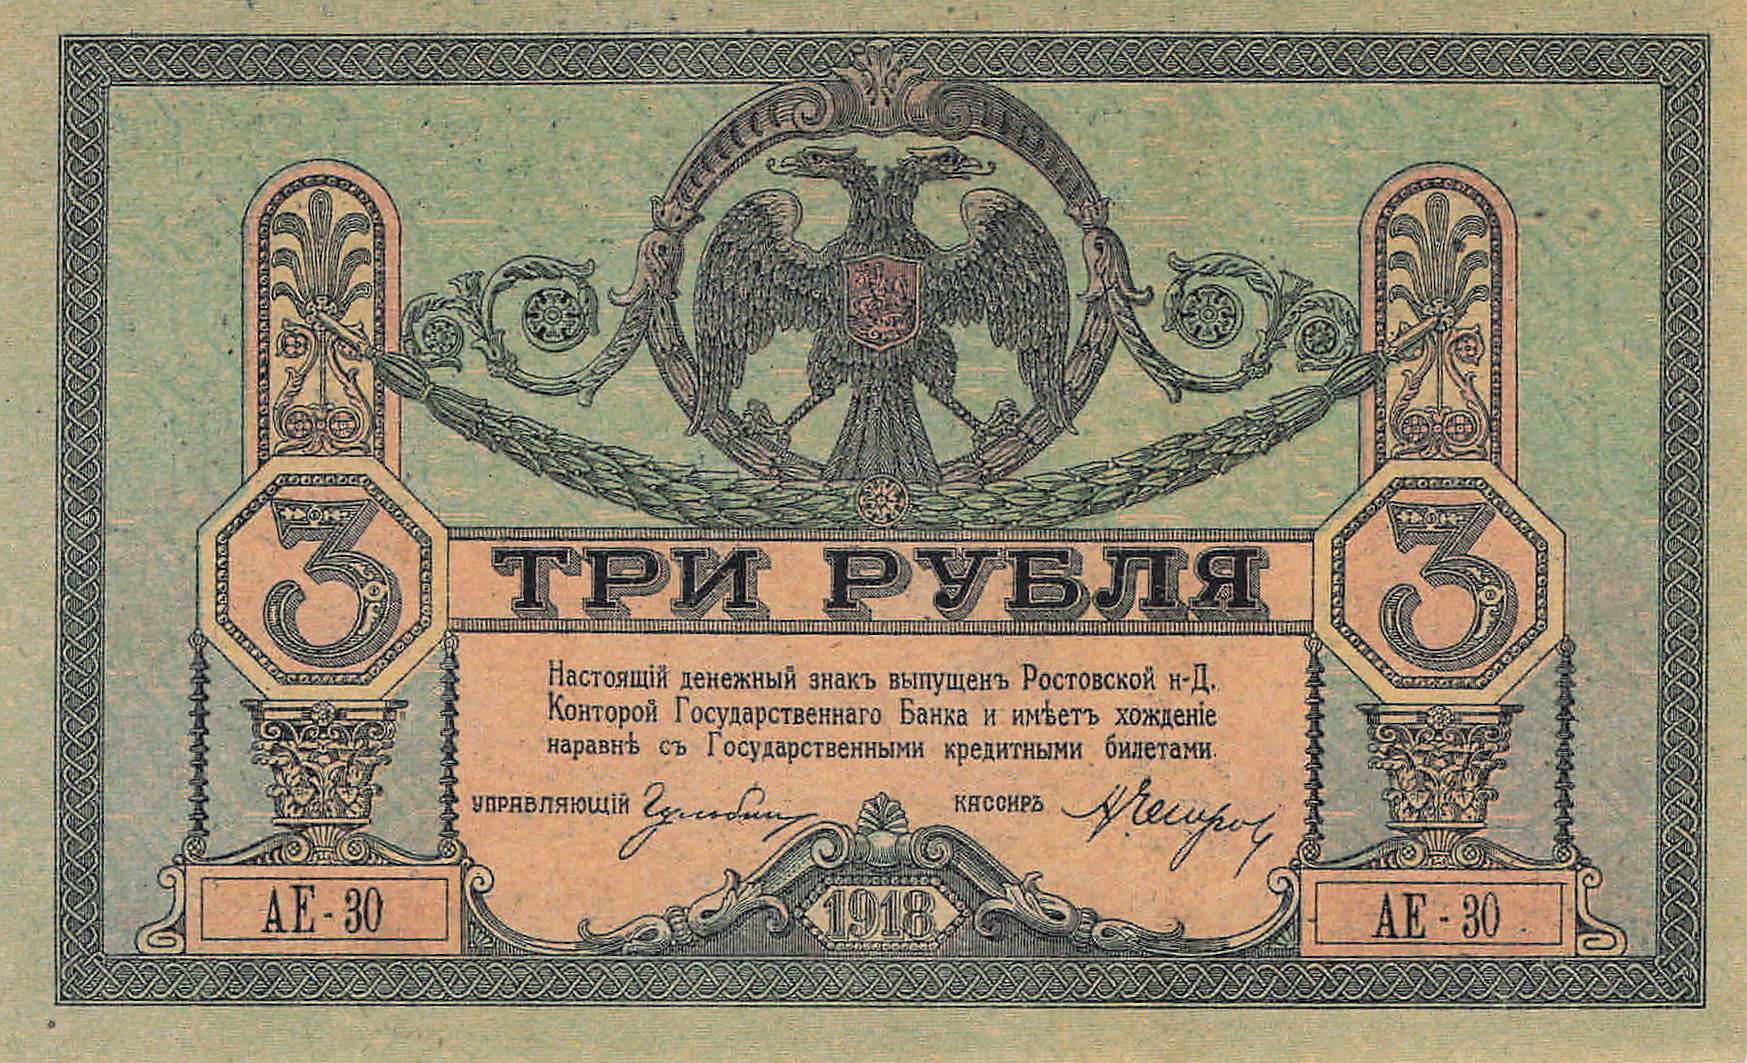 3
ТРИ РУБЛЯ
3
Настоящій денежный знакъ выпущенъ Ростовской н-Д.
Конторой Государственнаго Банка и имѣетъ хожденіе
наравнѣ съ Государственными кредитными билетами.
УПРАВЛЯЮЩІЙ
КАССИРЪ
АЕ - 30
1918
АЕ - 30